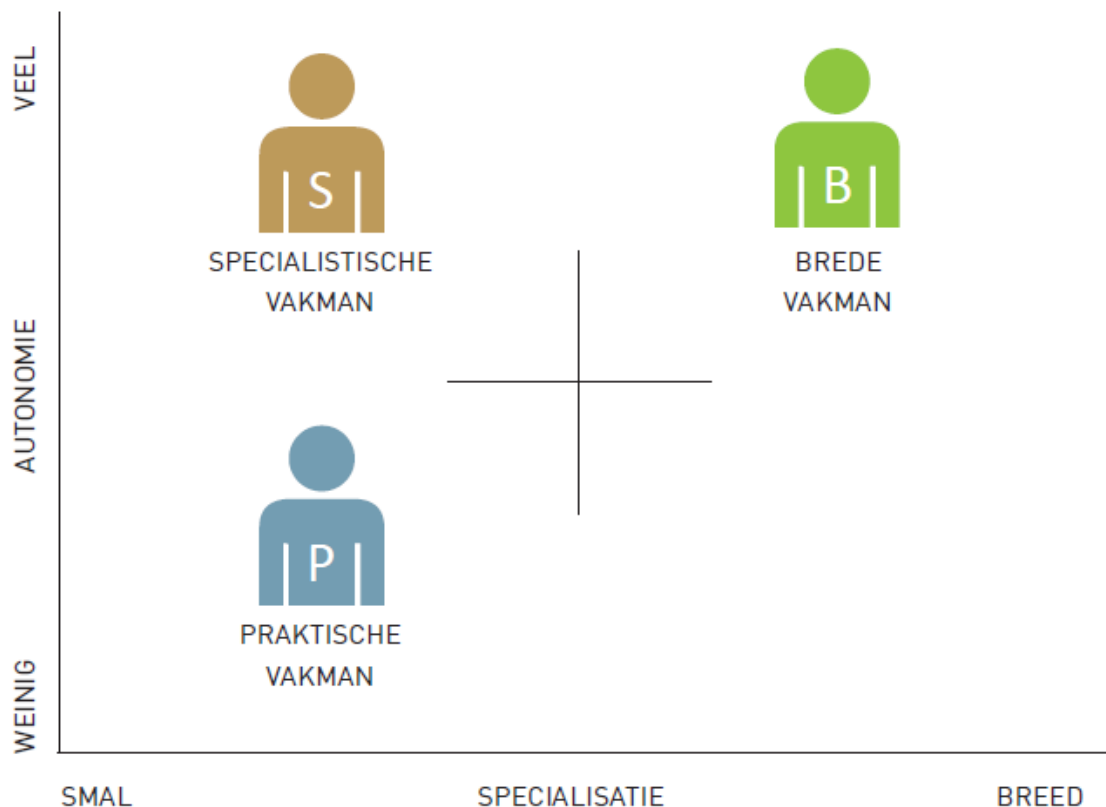 VEEL
S
B
SPECIALISTISCHE
VAKMAN
BREDE
VAKMAN
AUTONOMIE
P
PRAKTISCHE
VAKMAN
WEINIG
SMAL
SPECIALISATIE
BREED